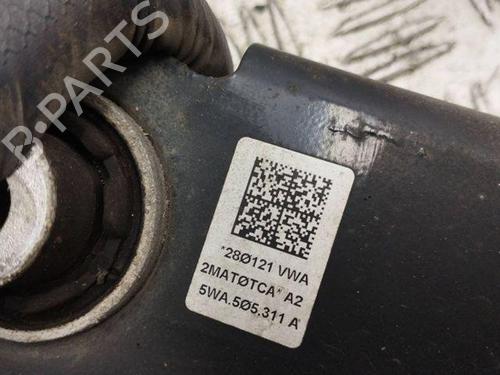 B-PARTS
*28Ø121 VWA
2MATØTCA* A2
5WA.5Ø5.311 A